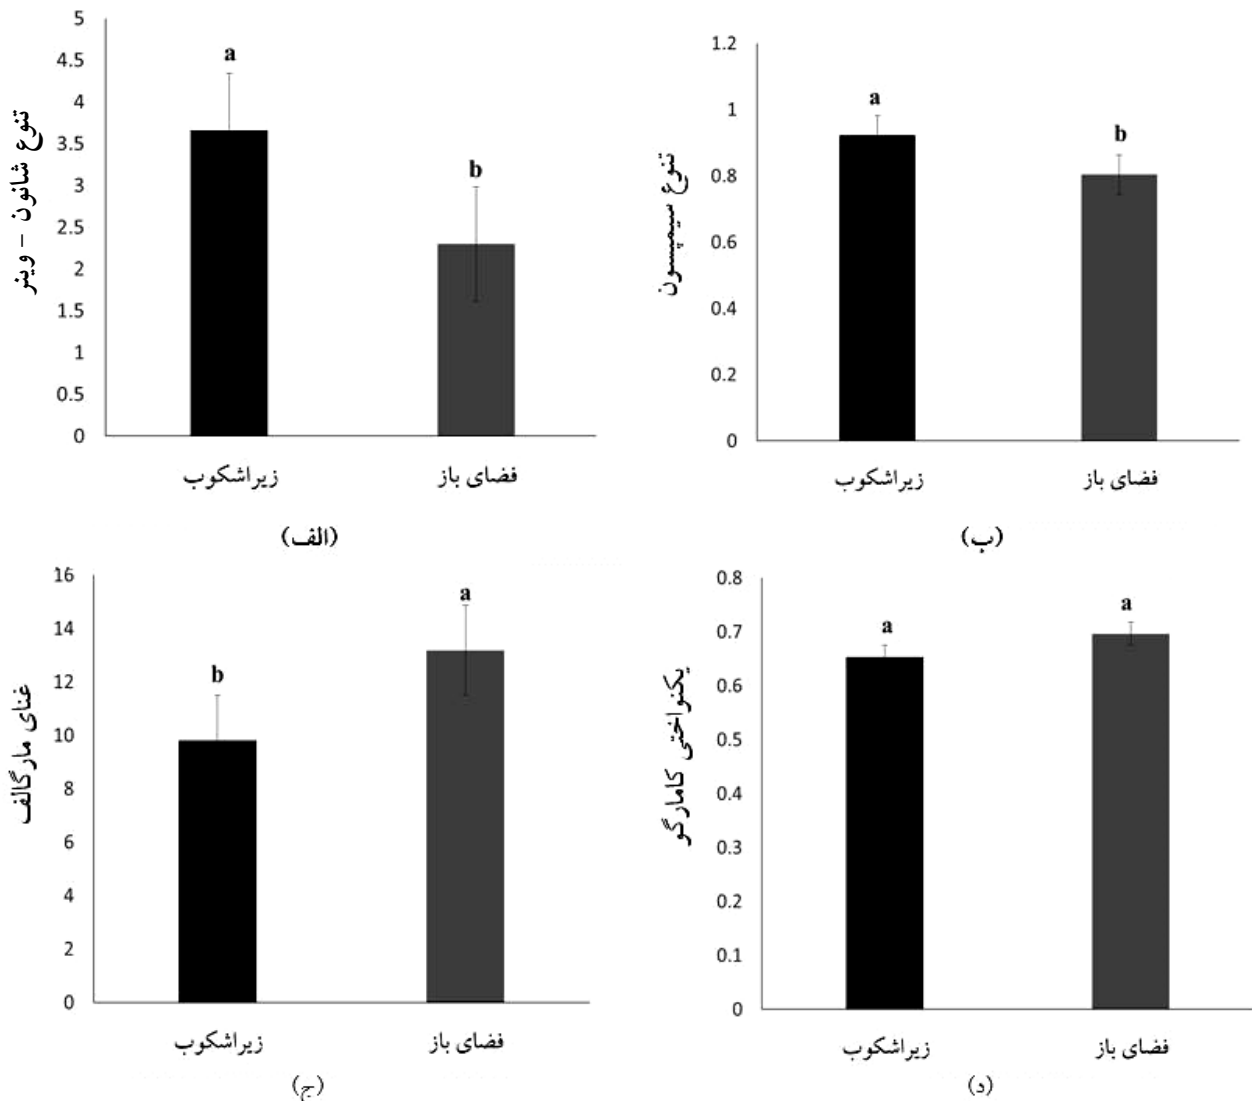 تنوع شانون - وینر
5
4.5
4
3.5
3
2.5
2
1.5
1
0.5
0
a
b
زیراشکوب
فضای باز
(الف)
تنوع سیمپسون
1.2
1
0.8
0.6
0.4
0.2
0
a
b
زیراشکوب
فضای باز
(ب)
غنای مارگالف
16
14
12
10
8
6
4
2
0
b
a
زیراشکوب
فضای باز
(ج)
یکنواختی کامارگو
0.8
0.7
0.6
0.5
0.4
0.3
0.2
0.1
0
a
a
زیراشکوب
فضای باز
(د)